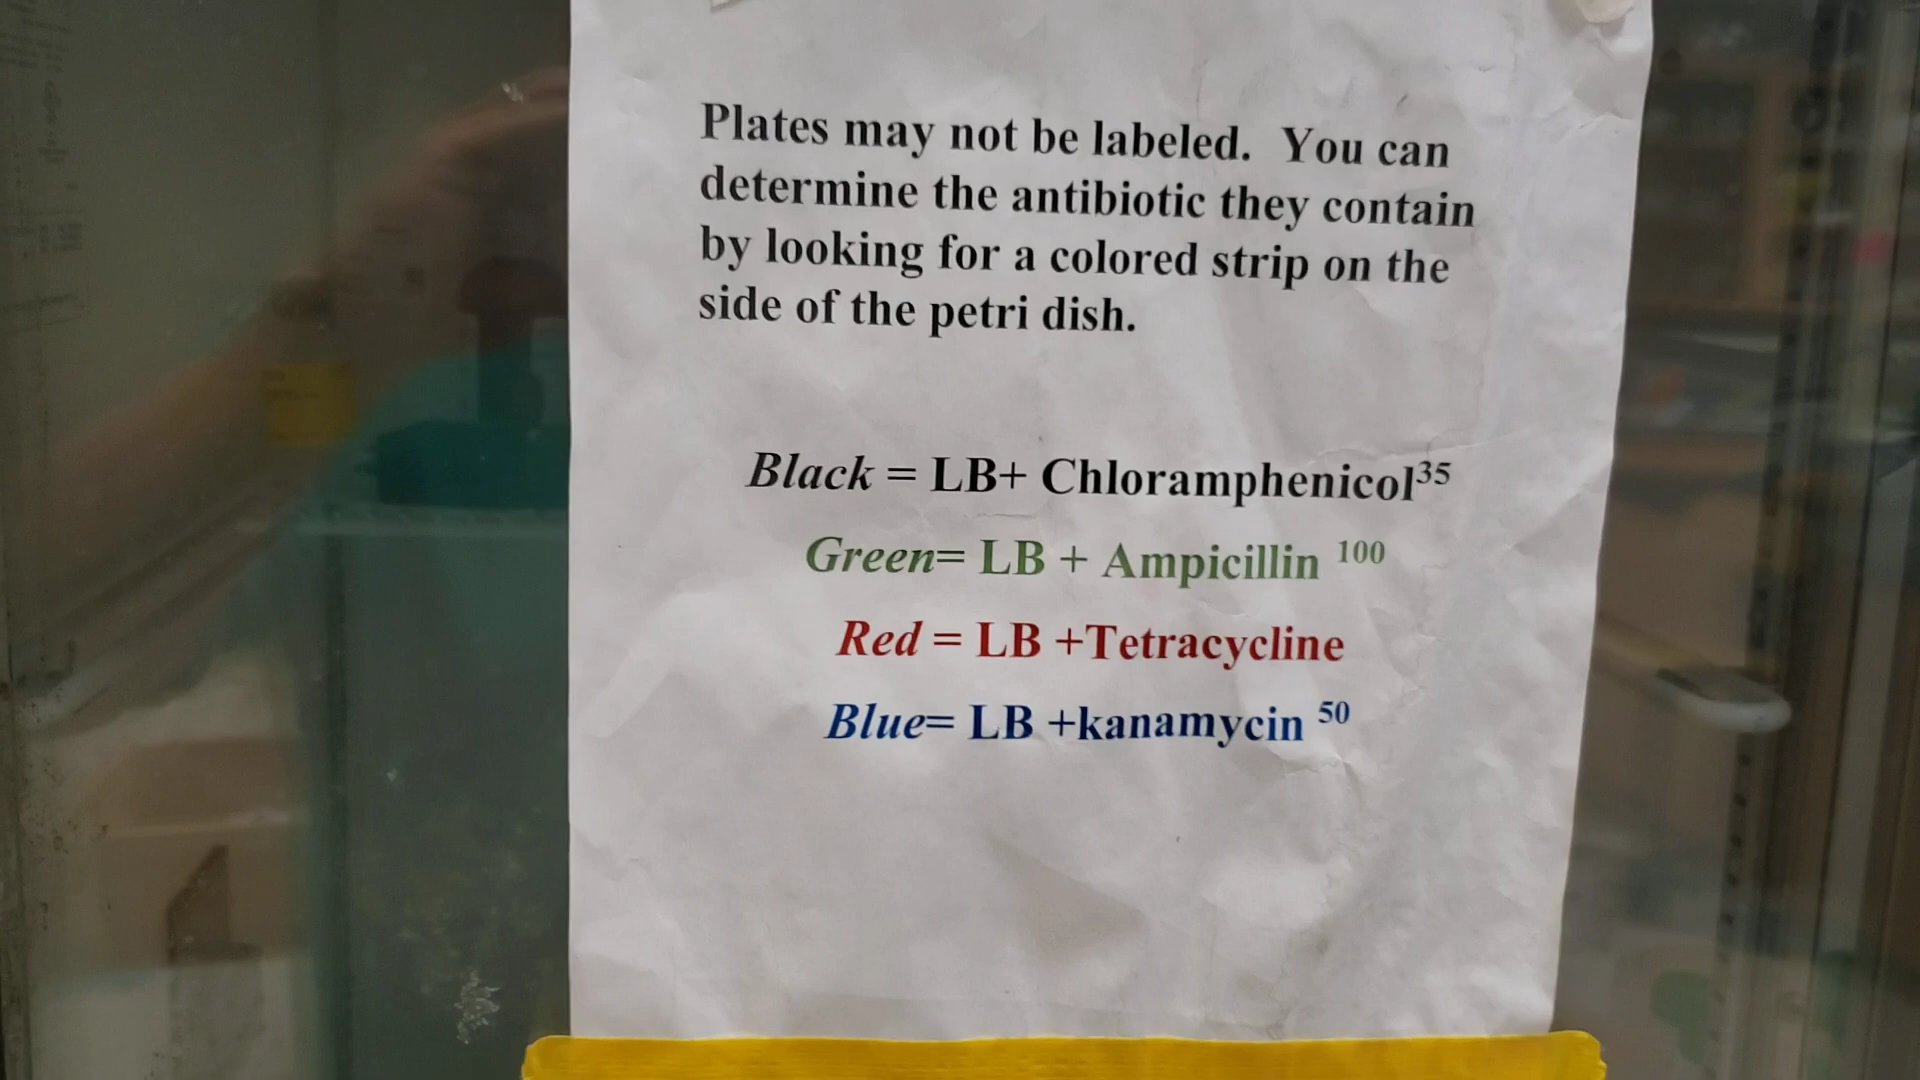 Plates may not be labeled. You can
determine the antibiotic they contain
by looking for a colored strip on the
side of the petri dish.
Black = LB+ Chloramphenicol³⁵
Green= LB + Ampicillin ¹⁰⁰
Red = LB +Tetracycline
Blue= LB +kanamycin ⁵⁰